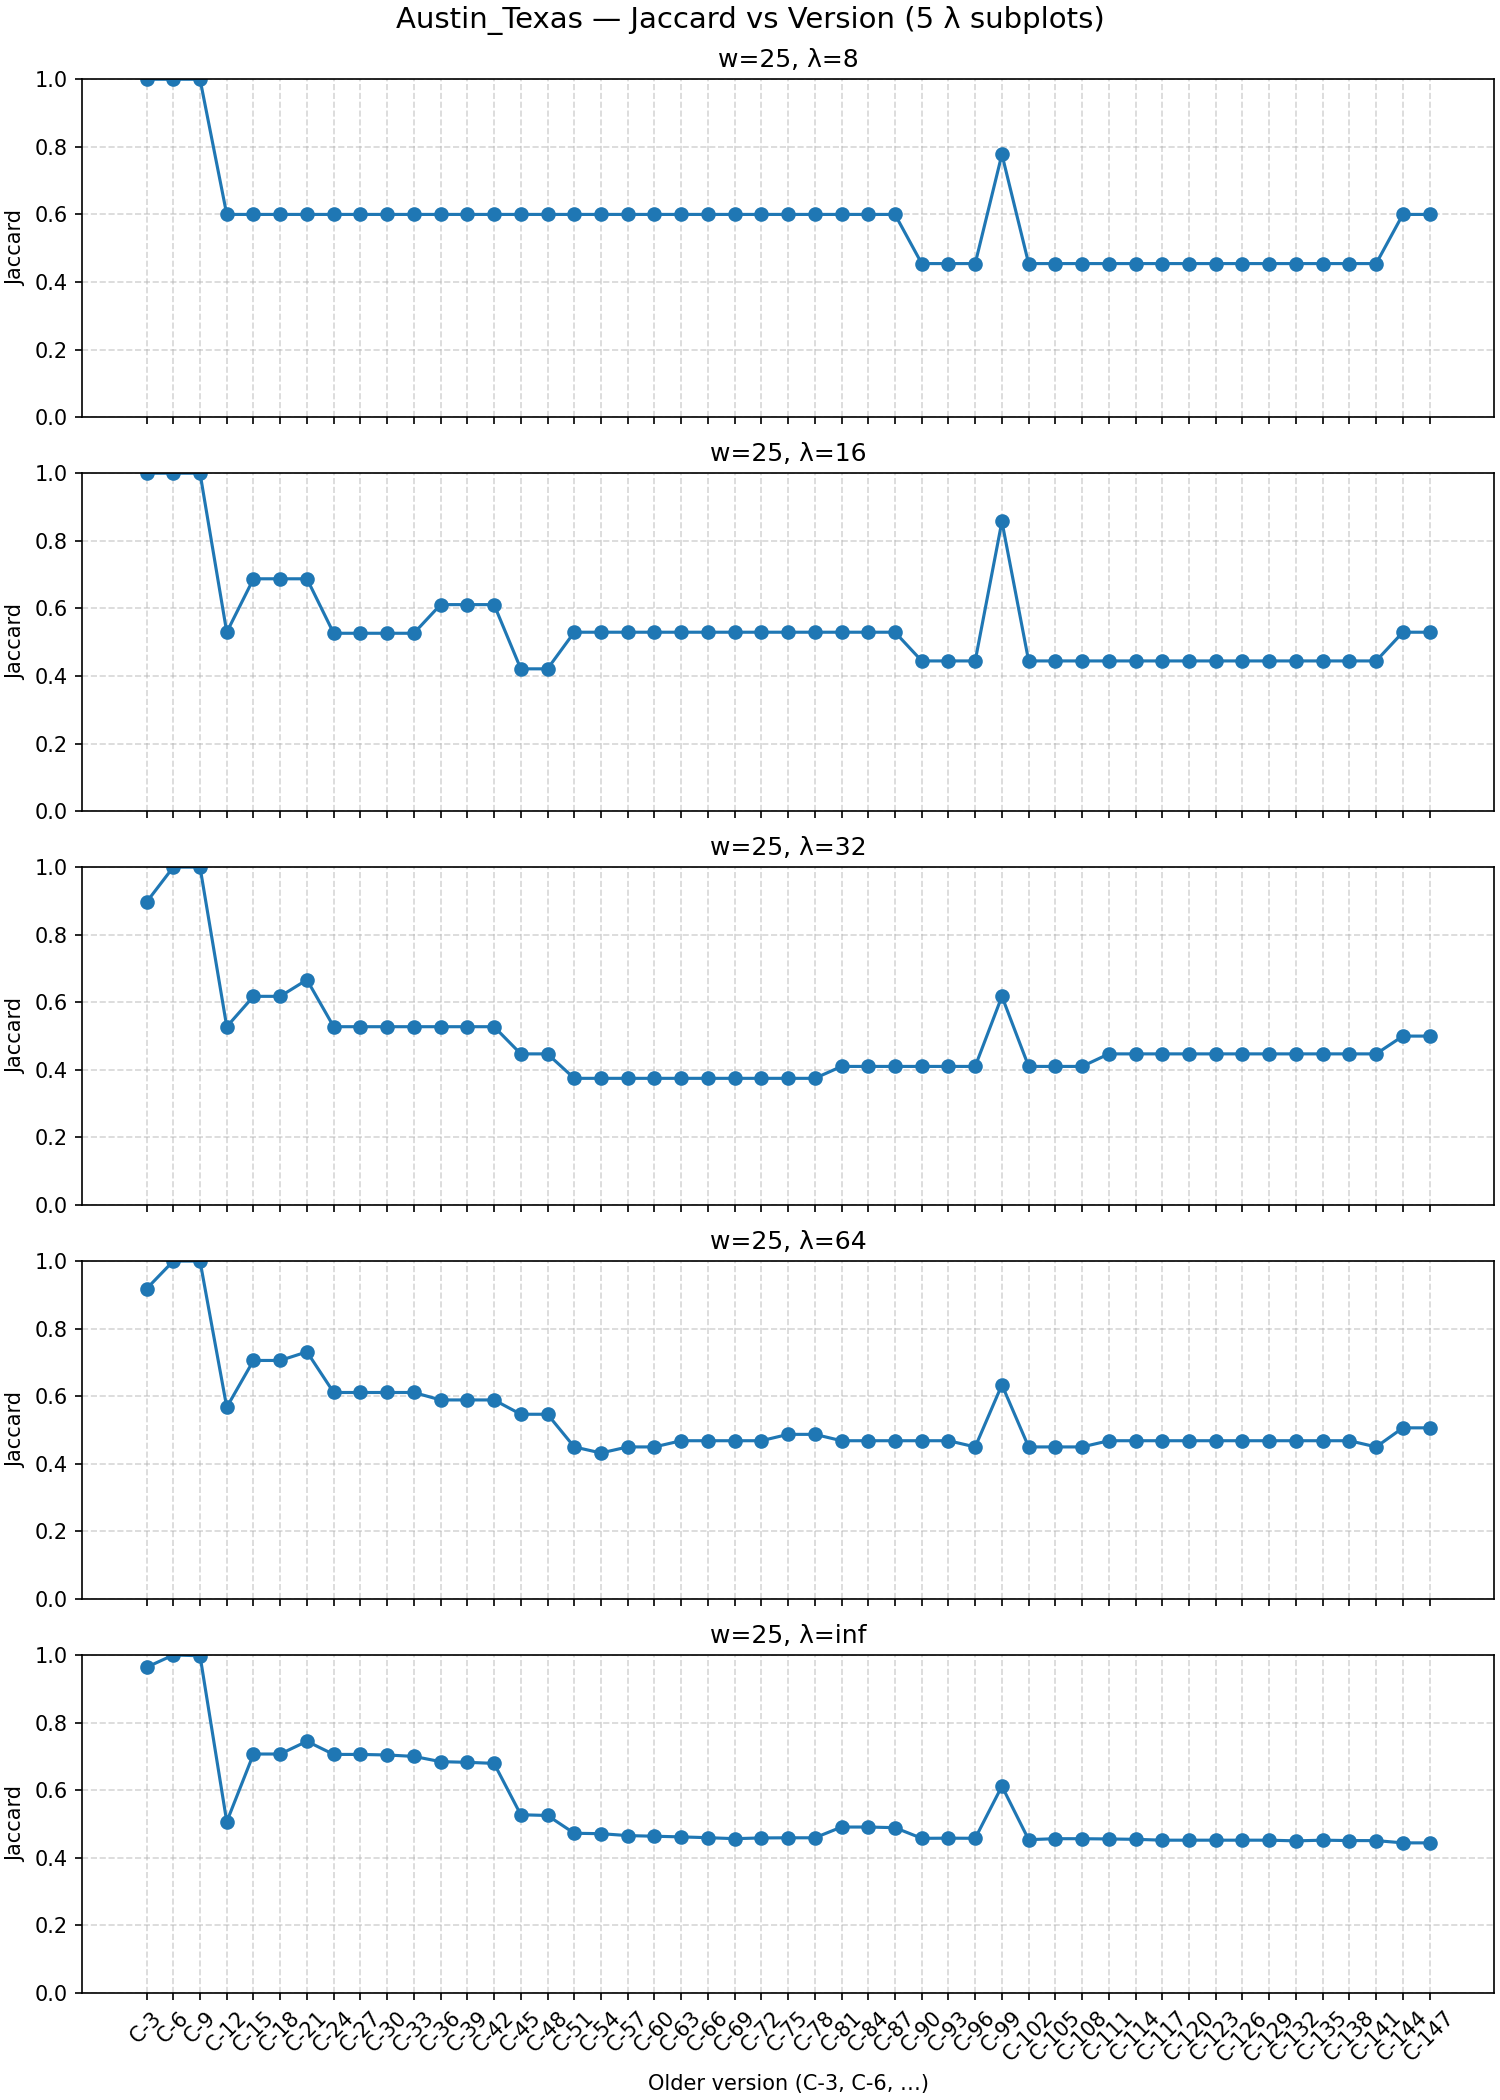 Austin_Texas — Jaccard vs Version (5 λ subplots)
w=25, λ=8
1.0
0.8
0.6
0.4
0.2
0.0
Jaccard
w=25, λ=16
1.0
0.8
0.6
0.4
0.2
0.0
Jaccard
w=25, λ=32
1.0
0.8
0.6
0.4
0.2
0.0
Jaccard
w=25, λ=64
1.0
0.8
0.6
0.4
0.2
0.0
Jaccard
w=25, λ=inf
1.0
0.8
0.6
0.4
0.2
0.0
Jaccard
C-3
C-6
C-9
C-12
C-15
C-18
C-21
C-24
C-27
C-30
C-33
C-36
C-39
C-42
C-45
C-48
C-51
C-54
C-57
C-60
C-63
C-66
C-69
C-72
C-75
C-78
C-81
C-84
C-87
C-90
C-93
C-96
C-99
C-102
C-105
C-108
C-111
C-114
C-117
C-120
C-123
C-126
C-129
C-132
C-135
C-138
C-141
C-144
C-147
Older version (C-3, C-6, ...)